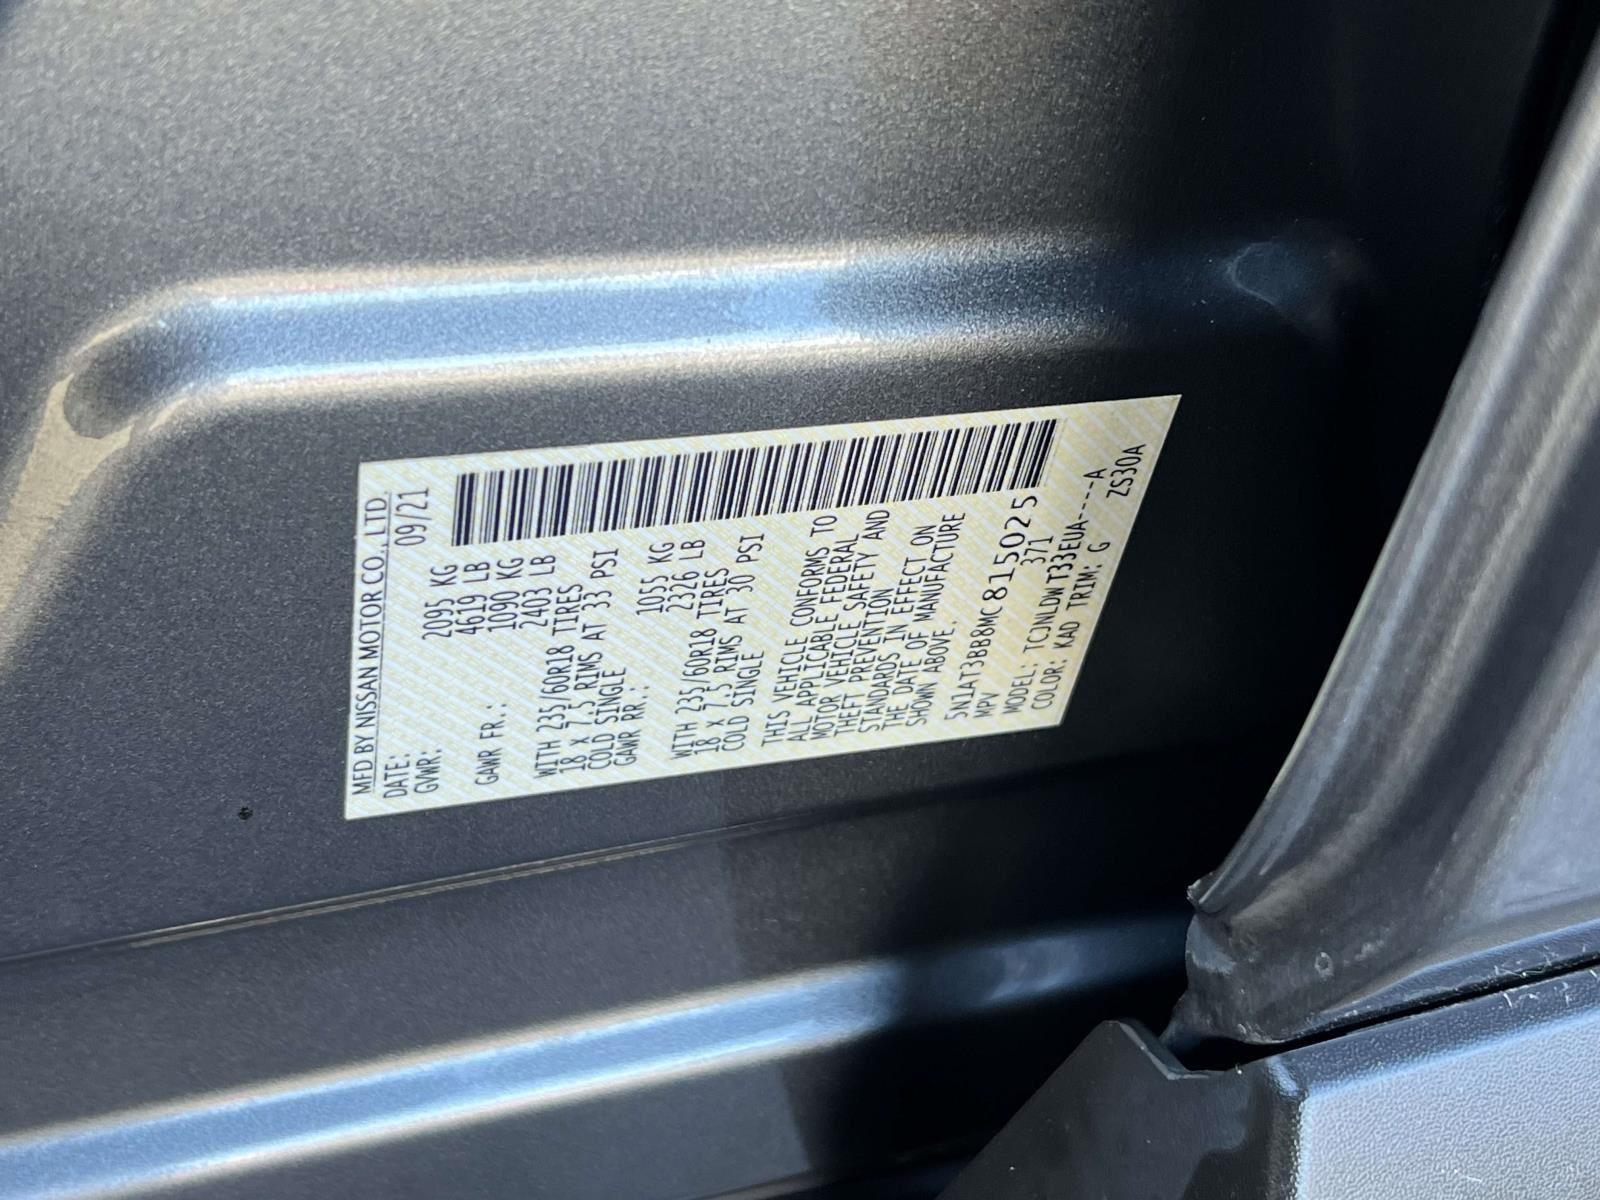 MFD BY NISSAN MOTOR CO., LTD.
DATE: 09/21
GVWR: 2095 KG
4619 LB
GAWR FR.: 1090 KG
2403 LB
WITH 235/60R18 TIRES
18 X 7.5 RIMS AT 33 PSI
COLD SINGLE
GAWR RR.: 1055 KG
2326 LB
WITH 235/60R18 TIRES
18 X 7.5 RIMS AT 30 PSI
COLD SINGLE
THIS VEHICLE CONFORMS TO
ALL APPLICABLE FEDERAL
MOTOR VEHICLE SAFETY AND
THEFT PREVENTION
STANDARDS IN EFFECT ON
THE DATE OF MANUFACTURE
SHOWN ABOVE.
5N1AT3BB8MC815025
MPV 371
MODEL: TCJNLDWT33EUA-----A
COLOR: KAD TRIM: G ZS30A